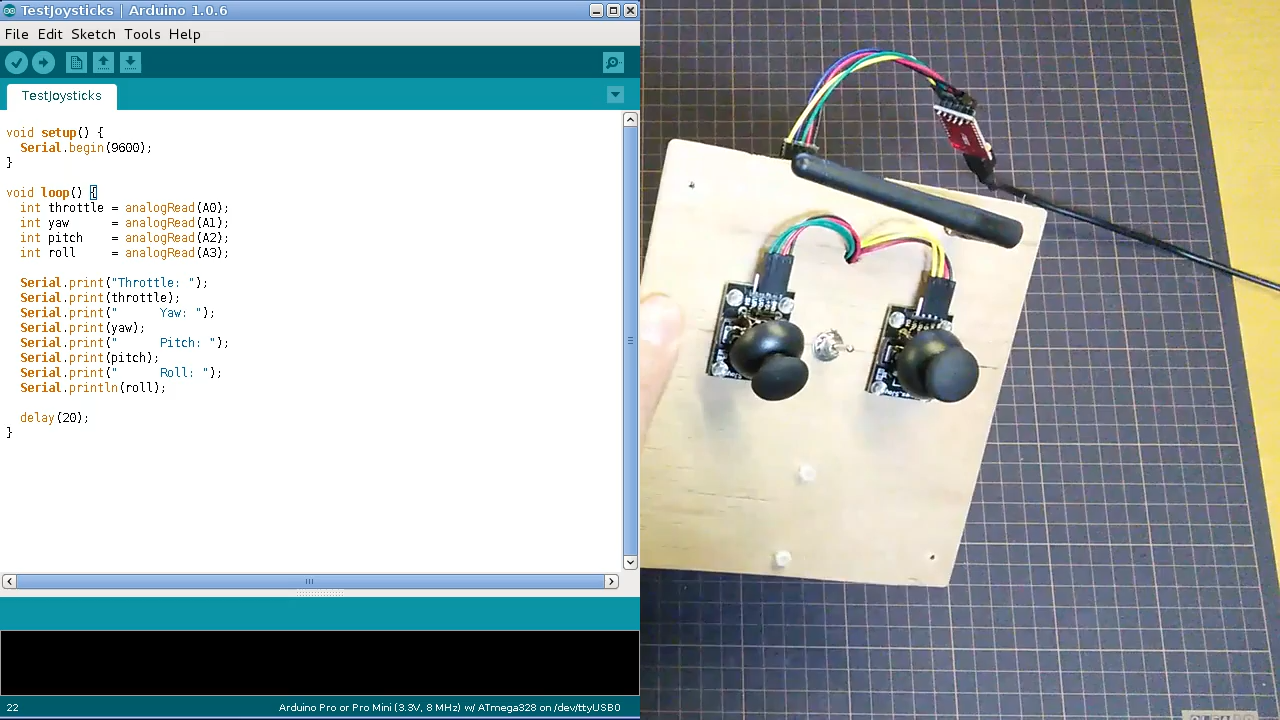 TestJoysticks | Arduino 1.0.6
File Edit Sketch Tools Help
TestJoysticks
void setup() {
  Serial.begin(9600);
}
void loop() {
  int throttle = analogRead(A0);
  int yaw      = analogRead(A1);
  int pitch    = analogRead(A2);
  int roll     = analogRead(A3);
  Serial.print("Throttle: ");
  Serial.print(throttle);
  Serial.print("      Yaw: ");
  Serial.print(yaw);
  Serial.print("      Pitch: ");
  Serial.print(pitch);
  Serial.print("      Roll: ");
  Serial.println(roll);
  delay(20);
}
22
Arduino Pro or Pro Mini (3.3V, 8 MHz) w/ ATmega328 on /dev/ttyUSB0